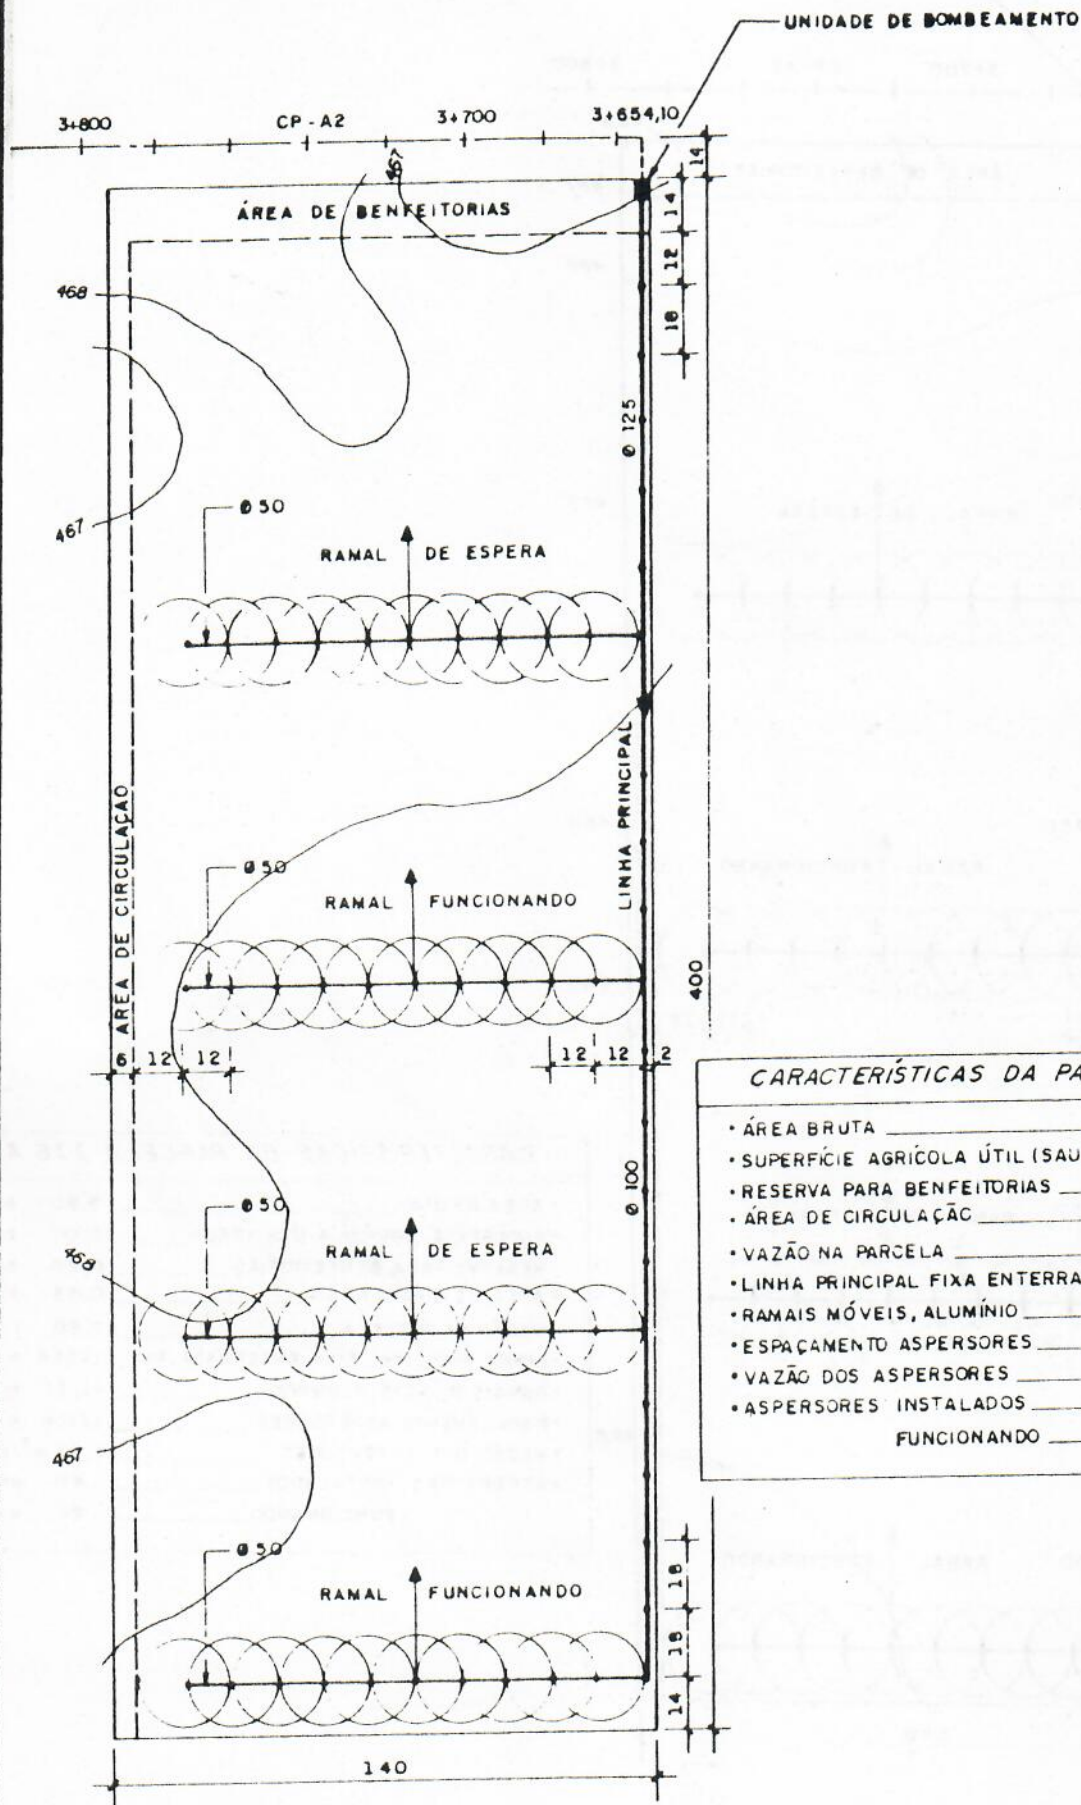 UNIDADE DE BOMBEAMENTO
3+800 CP-A2 3+700 3+654,10
14
467
ÁREA DE BENFEITORIAS
14
12
18
468
Ø 125
467
Ø 50
RAMAL DE ESPERA
LINHA PRINCIPAL
ÁREA DE CIRCULAÇÃO
Ø 50
RAMAL FUNCIONANDO
400
6 12 12 12 12 2
CARACTERÍSTICAS DA PA
• ÁREA BRUTA
• SUPERFÍCIE AGRÍCOLA ÚTIL (SAU
• RESERVA PARA BENFEITORIAS
• ÁREA DE CIRCULAÇÃO
• VAZÃO NA PARCELA
• LINHA PRINCIPAL FIXA ENTERRA
• RAMAIS MÓVEIS, ALUMÍNIO
• ESPAÇAMENTO ASPERSORES
• VAZÃO DOS ASPERSORES
• ASPERSORES INSTALADOS
FUNCIONANDO
Ø 100
Ø 50
468
RAMAL DE ESPERA
467
Ø 50
RAMAL FUNCIONANDO
18
18
14
140